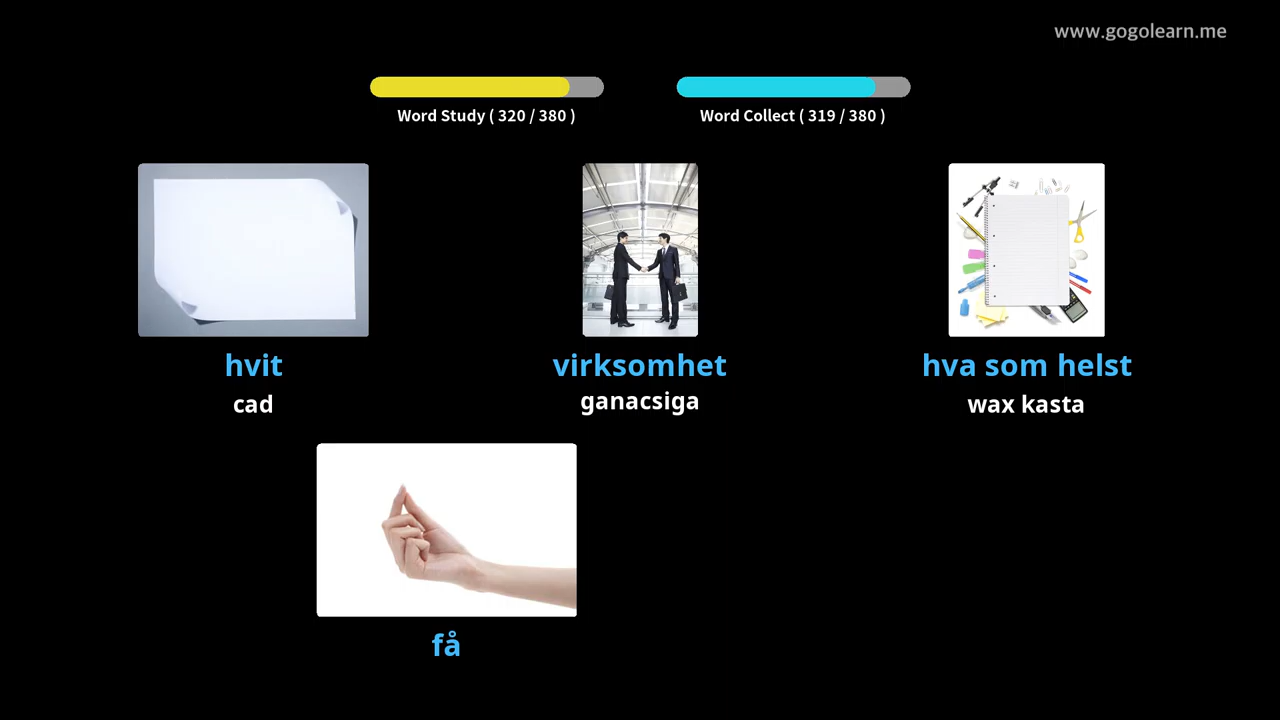 www.gogolearn.me
Word Study ( 320 / 380 )
Word Collect ( 319 / 380 )
hvit
cad
virksomhet
ganacsiga
hva som helst
wax kasta
få